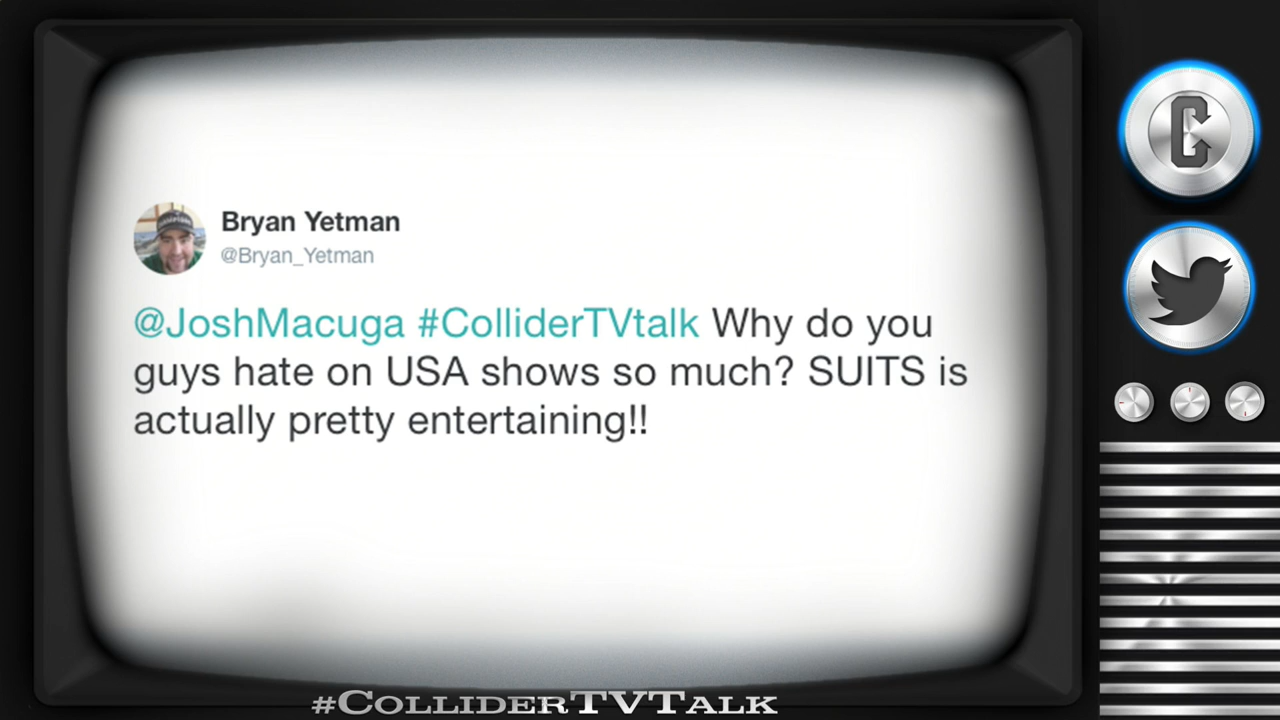 Bryan Yetman
@Bryan_Yetman
@JoshMacuga #ColliderTVtalk Why do you
guys hate on USA shows so much? SUITS is
actually pretty entertaining!!
#ColliderTVTalk